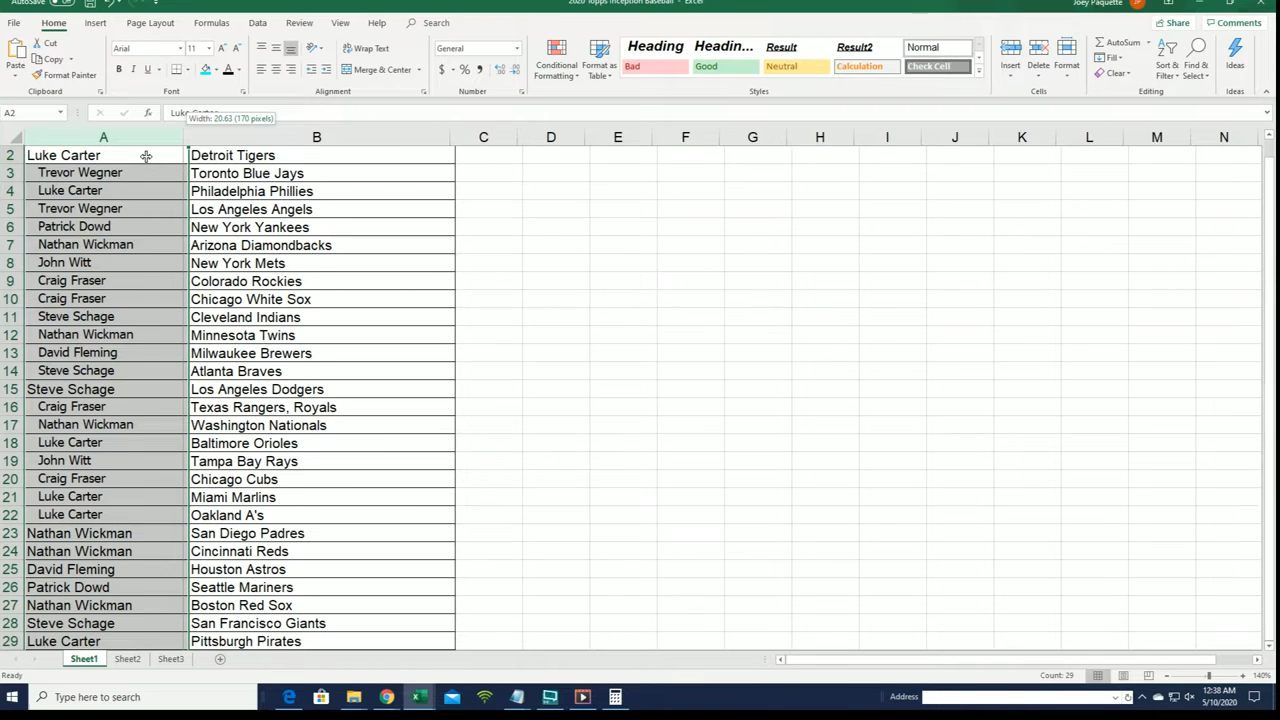 AutoSave Off 2020 Topps Inception Baseball - Excel Joey Paquette JP
File Home Insert Page Layout Formulas Data Review View Help Search Share Comments
Paste Cut Copy Format Painter Clipboard
Arial 11 A A B I U A Font
Wrap Text Merge & Center Alignment
General $ % , Number
Conditional Formatting Format as Table
Heading Headin... Result Result2 Normal
Bad Good Neutral Calculation Check Cell
Styles
Insert Delete Format Cells
AutoSum Fill Clear Sort & Filter Find & Select Editing
Ideas Ideas
A2 fx Luke Carter
Width: 20.63 (170 pixels)
A B C D E F G H I J K L M N
2 Luke Carter Detroit Tigers
3 Trevor Wegner Toronto Blue Jays
4 Luke Carter Philadelphia Phillies
5 Trevor Wegner Los Angeles Angels
6 Patrick Dowd New York Yankees
7 Nathan Wickman Arizona Diamondbacks
8 John Witt New York Mets
9 Craig Fraser Colorado Rockies
10 Craig Fraser Chicago White Sox
11 Steve Schage Cleveland Indians
12 Nathan Wickman Minnesota Twins
13 David Fleming Milwaukee Brewers
14 Steve Schage Atlanta Braves
15 Steve Schage Los Angeles Dodgers
16 Craig Fraser Texas Rangers, Royals
17 Nathan Wickman Washington Nationals
18 Luke Carter Baltimore Orioles
19 John Witt Tampa Bay Rays
20 Craig Fraser Chicago Cubs
21 Luke Carter Miami Marlins
22 Luke Carter Oakland A's
23 Nathan Wickman San Diego Padres
24 Nathan Wickman Cincinnati Reds
25 David Fleming Houston Astros
26 Patrick Dowd Seattle Mariners
27 Nathan Wickman Boston Red Sox
28 Steve Schage San Francisco Giants
29 Luke Carter Pittsburgh Pirates
Sheet1 Sheet2 Sheet3
Ready Count: 29 140%
Type here to search Address 12:38 AM
5/10/2020